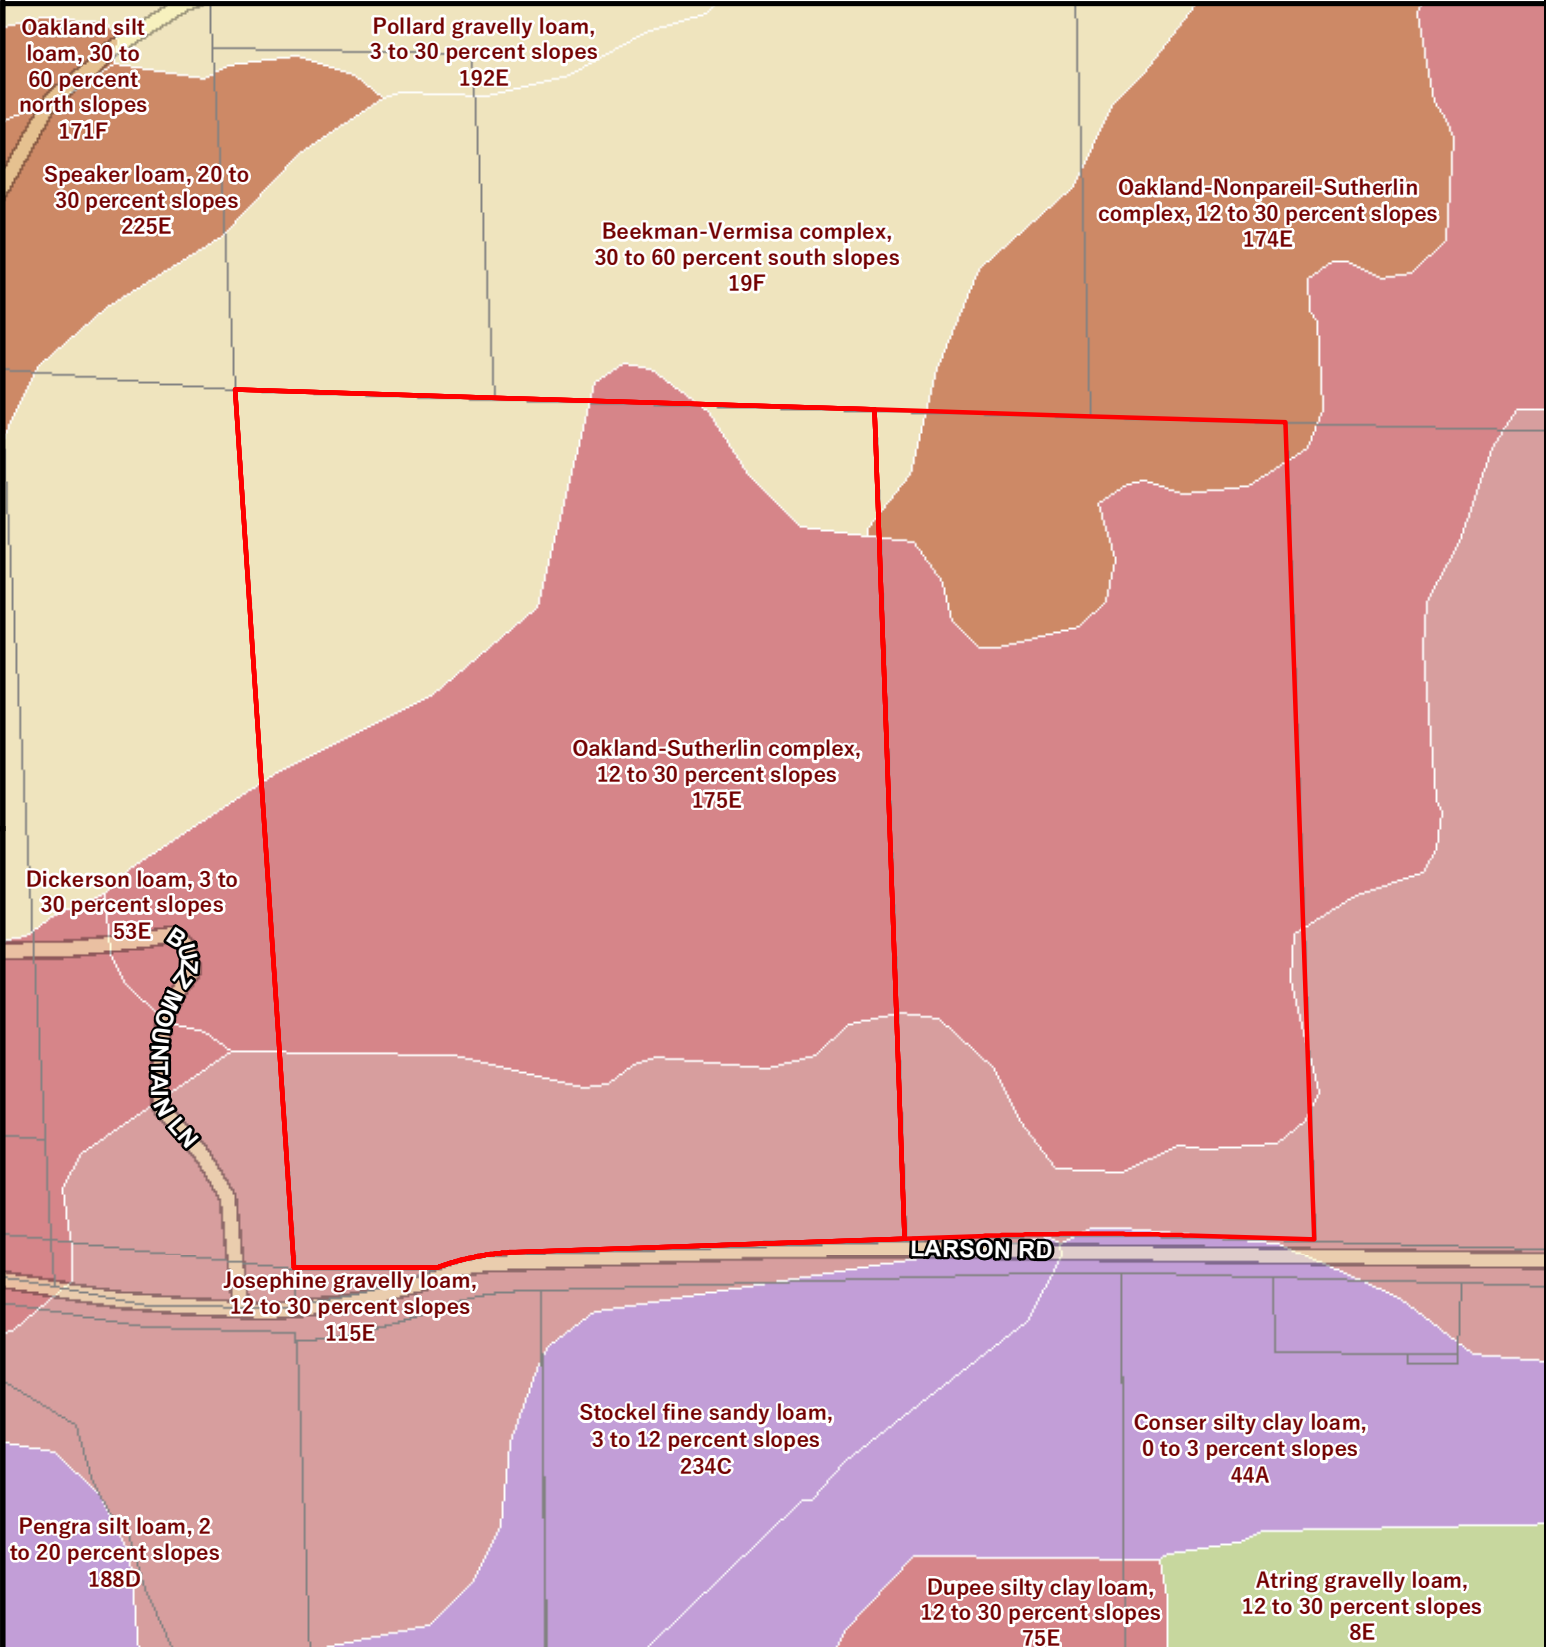 Oakland silt
loam, 30 to
60 percent
north slopes
171F
Pollard gravelly loam,
3 to 30 percent slopes
192E
Speaker loam, 20 to
30 percent slopes
225E
Oakland-Nonpareil-Sutherlin
complex, 12 to 30 percent slopes
174E
Beekman-Vermisa complex,
30 to 60 percent south slopes
19F
Oakland-Sutherlin complex,
12 to 30 percent slopes
175E
Dickerson loam, 3 to
30 percent slopes
53E
BUZZ MOUNTAIN LN
LARSON RD
Josephine gravelly loam,
12 to 30 percent slopes
115E
Stockel fine sandy loam,
3 to 12 percent slopes
234C
Conser silty clay loam,
0 to 3 percent slopes
44A
Pengra silt loam, 2
to 20 percent slopes
188D
Dupee silty clay loam,
12 to 30 percent slopes
75E
Atring gravelly loam,
12 to 30 percent slopes
8E